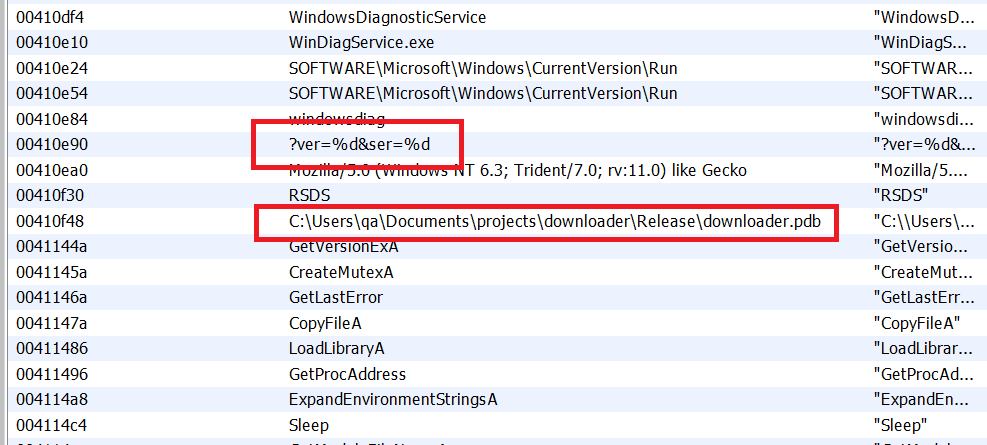 00410df4 WindowsDiagnosticService "WindowsD...
00410e10 WinDiagService.exe "WinDiagS...
00410e24 SOFTWARE\Microsoft\Windows\CurrentVersion\Run "SOFTWAR...
00410e54 SOFTWARE\Microsoft\Windows\CurrentVersion\Run "SOFTWAR...
00410e84 windowsdiag "windowsdi...
00410e90 ?ver=%d&ser=%d "?ver=%d&...
00410ea0 Mozilla/5.0 (Windows NT 6.3; Trident/7.0; rv:11.0) like Gecko "Mozilla/5....
00410f30 RSDS "RSDS"
00410f48 C:\Users\qa\Documents\projects\downloader\Release\downloader.pdb "C:\\Users\...
0041144a GetVersionExA "GetVersio...
0041145a CreateMutexA "CreateMut...
0041146a GetLastError "GetLastErr...
0041147a CopyFileA "CopyFileA"
00411486 LoadLibraryA "LoadLibrar...
00411496 GetProcAddress "GetProcAd...
004114a8 ExpandEnvironmentStringsA "ExpandEn...
004114c4 Sleep "Sleep"